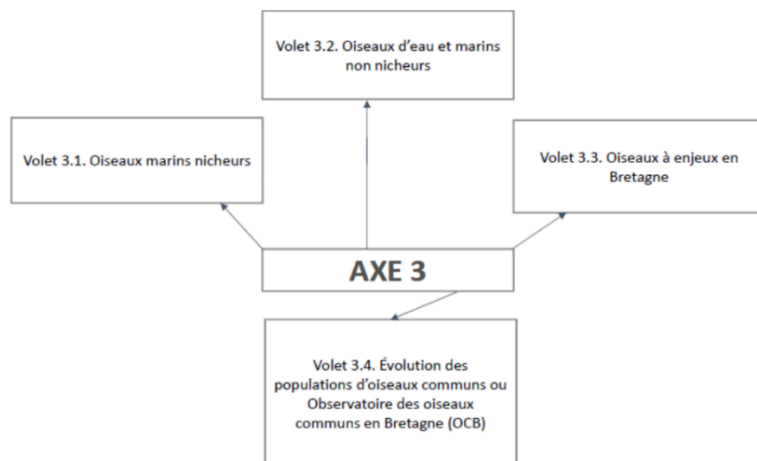 Volet 3.2. Oiseaux d'eau et marins
non nicheurs
Volet 3.1. Oiseaux marins nicheurs
Volet 3.3. Oiseaux à enjeux en
Bretagne
AXE 3
Volet 3.4. Évolution des
populations d'oiseaux communs ou
Observatoire des oiseaux
communs en Bretagne (OCB)